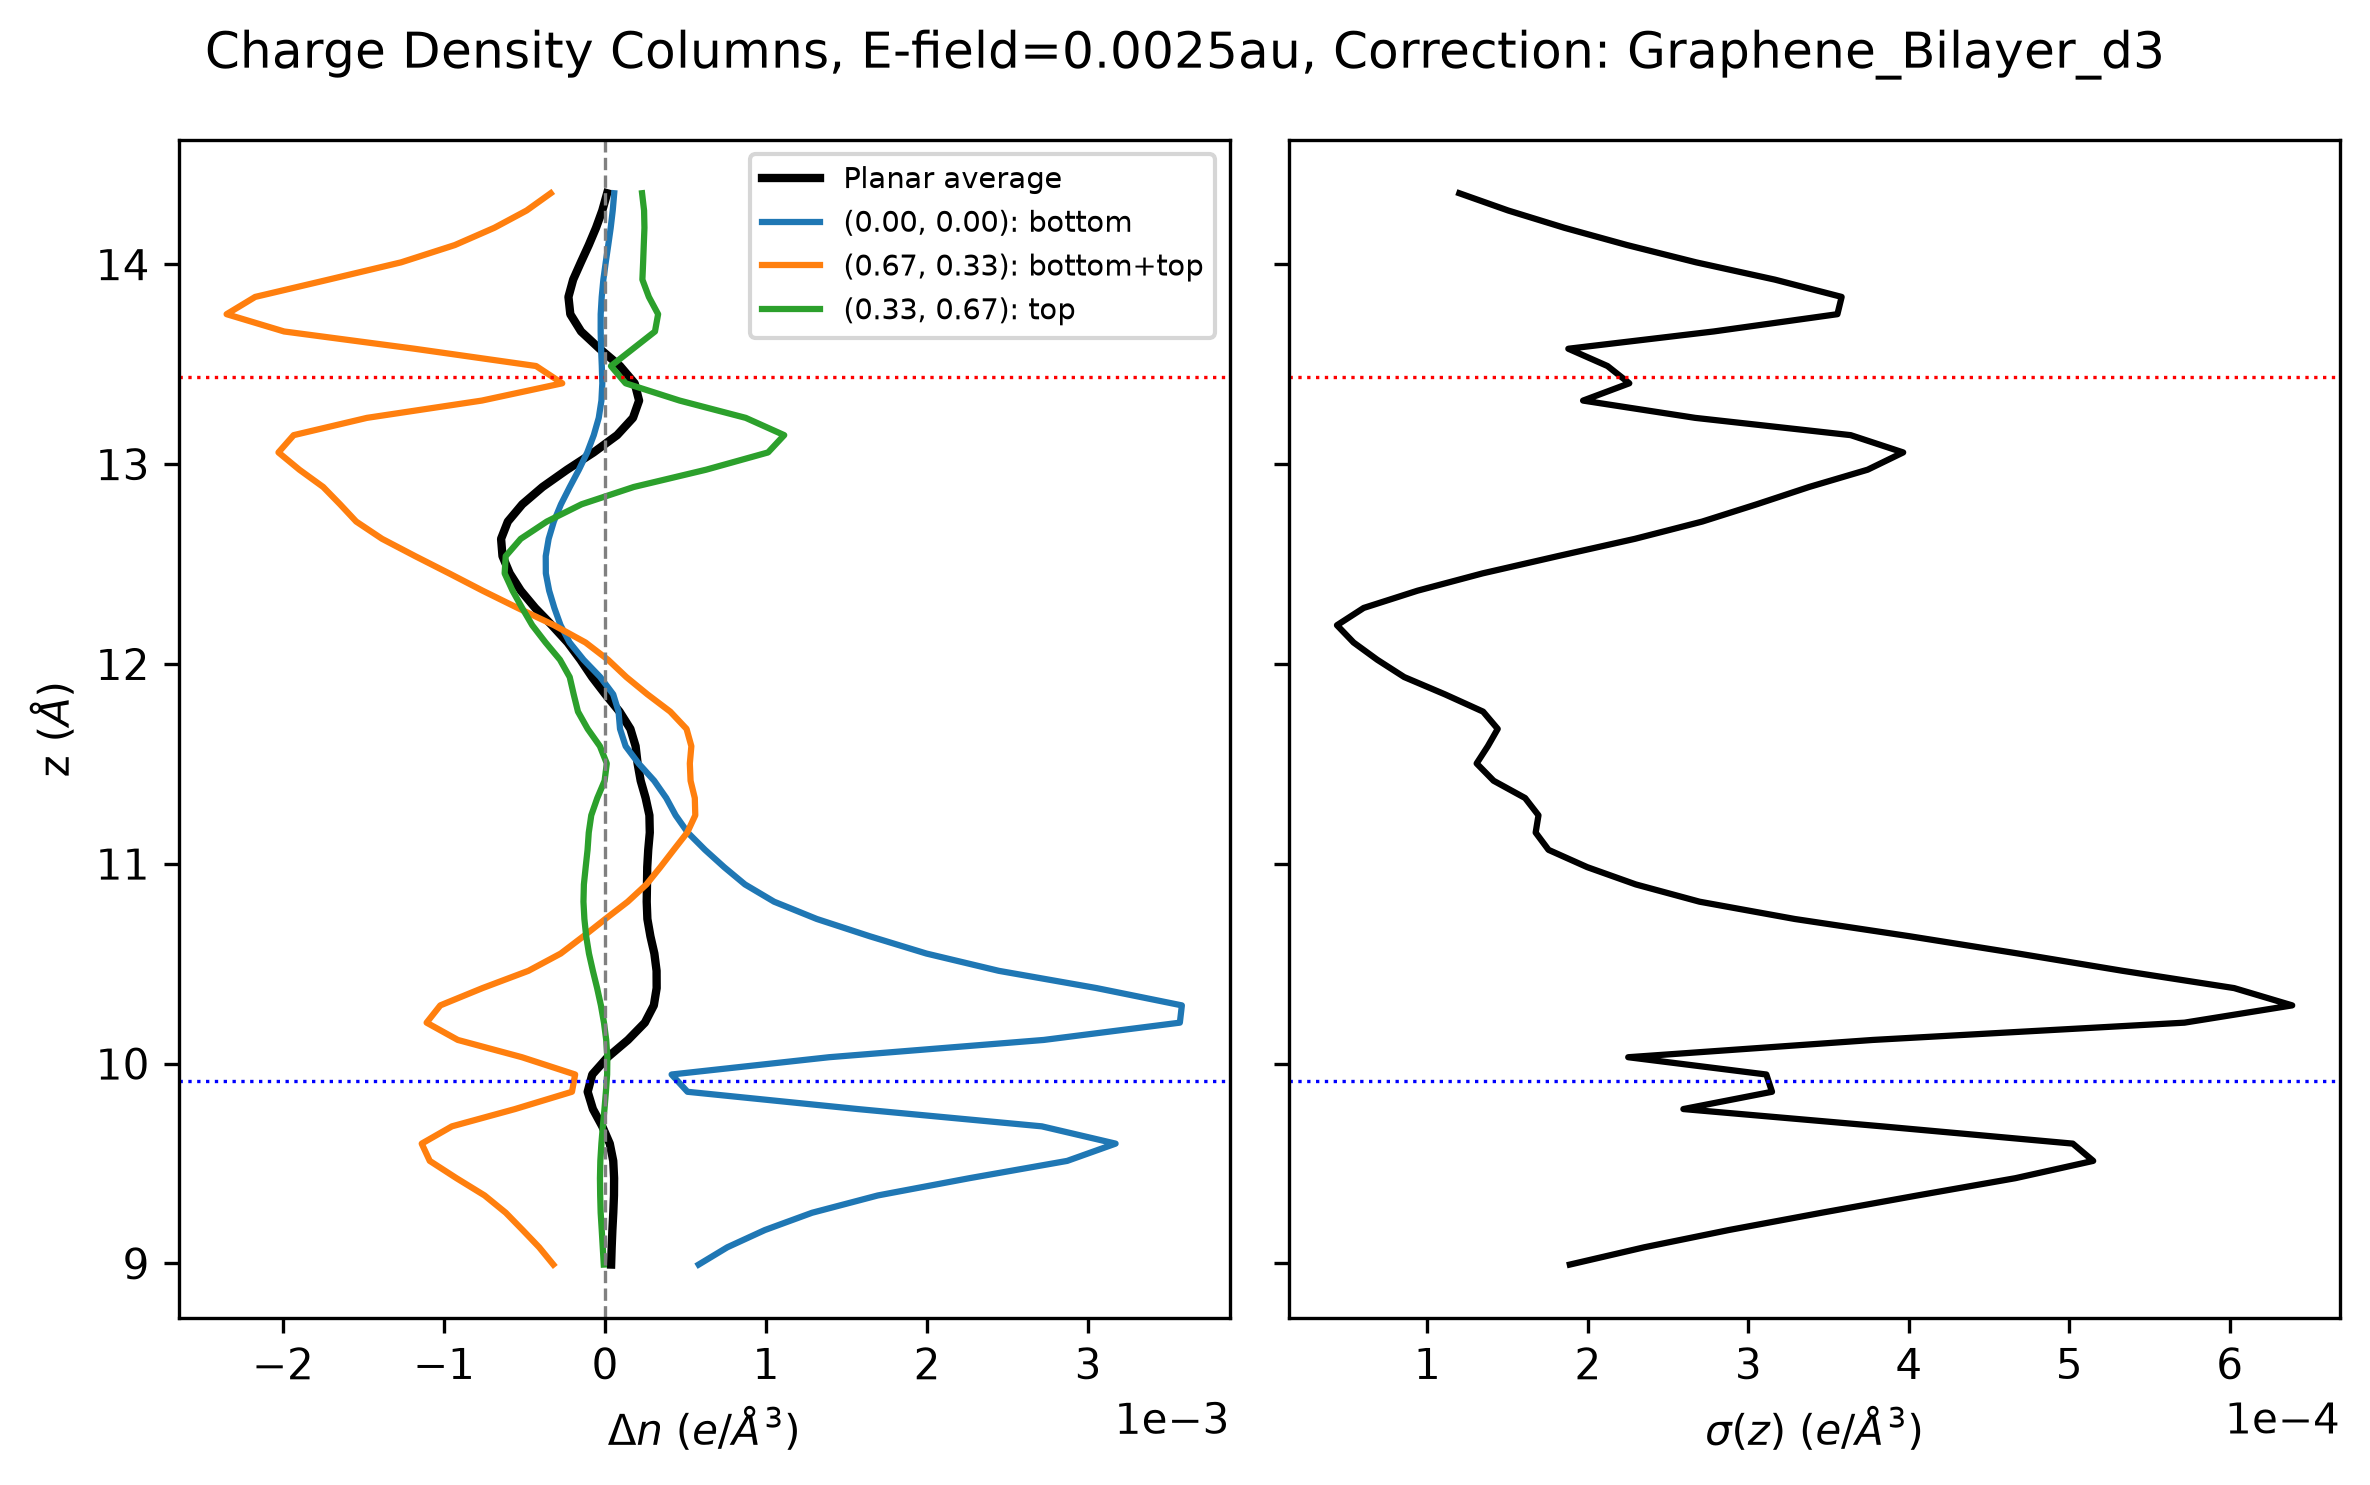 Charge Density Columns, E-field=0.0025au, Correction: Graphene_Bilayer_d3
Planar average
(0.00, 0.00): bottom
(0.67, 0.33): bottom+top
(0.33, 0.67): top
z (Å)
14
13
12
11
10
9
−2 −1 0 1 2 3
1e−3
Δn (e/Å³)
1 2 3 4 5 6
1e−4
σ(z) (e/Å³)